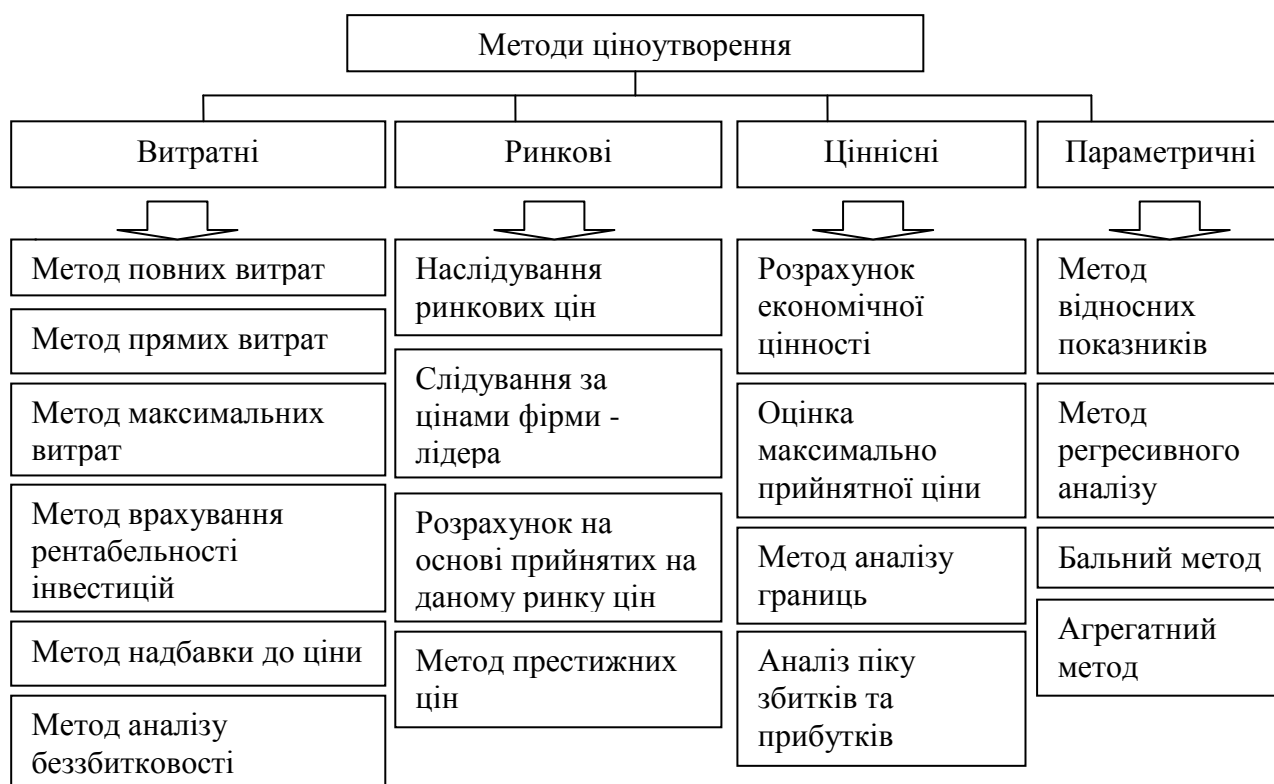 Методи ціноутворення
Витратні
Метод повних витрат
Метод прямих витрат
Метод максимальних
витрат
Метод врахування
рентабельності
інвестицій
Метод надбавки до ціни
Метод аналізу
беззбитковості
Ринкові
Наслідування
ринкових цін
Слідування за
цінами фірми -
лідера
Розрахунок на
основі прийнятих на
даному ринку цін
Метод престижних
цін
Ціннісні
Розрахунок
економічної
цінності
Оцінка
максимально
прийнятної ціни
Метод аналізу
границь
Аналіз піку
збитків та
прибутків
Параметричні
Метод
відносних
показників
Метод
регресивного
аналізу
Бальний метод
Агрегатний
метод